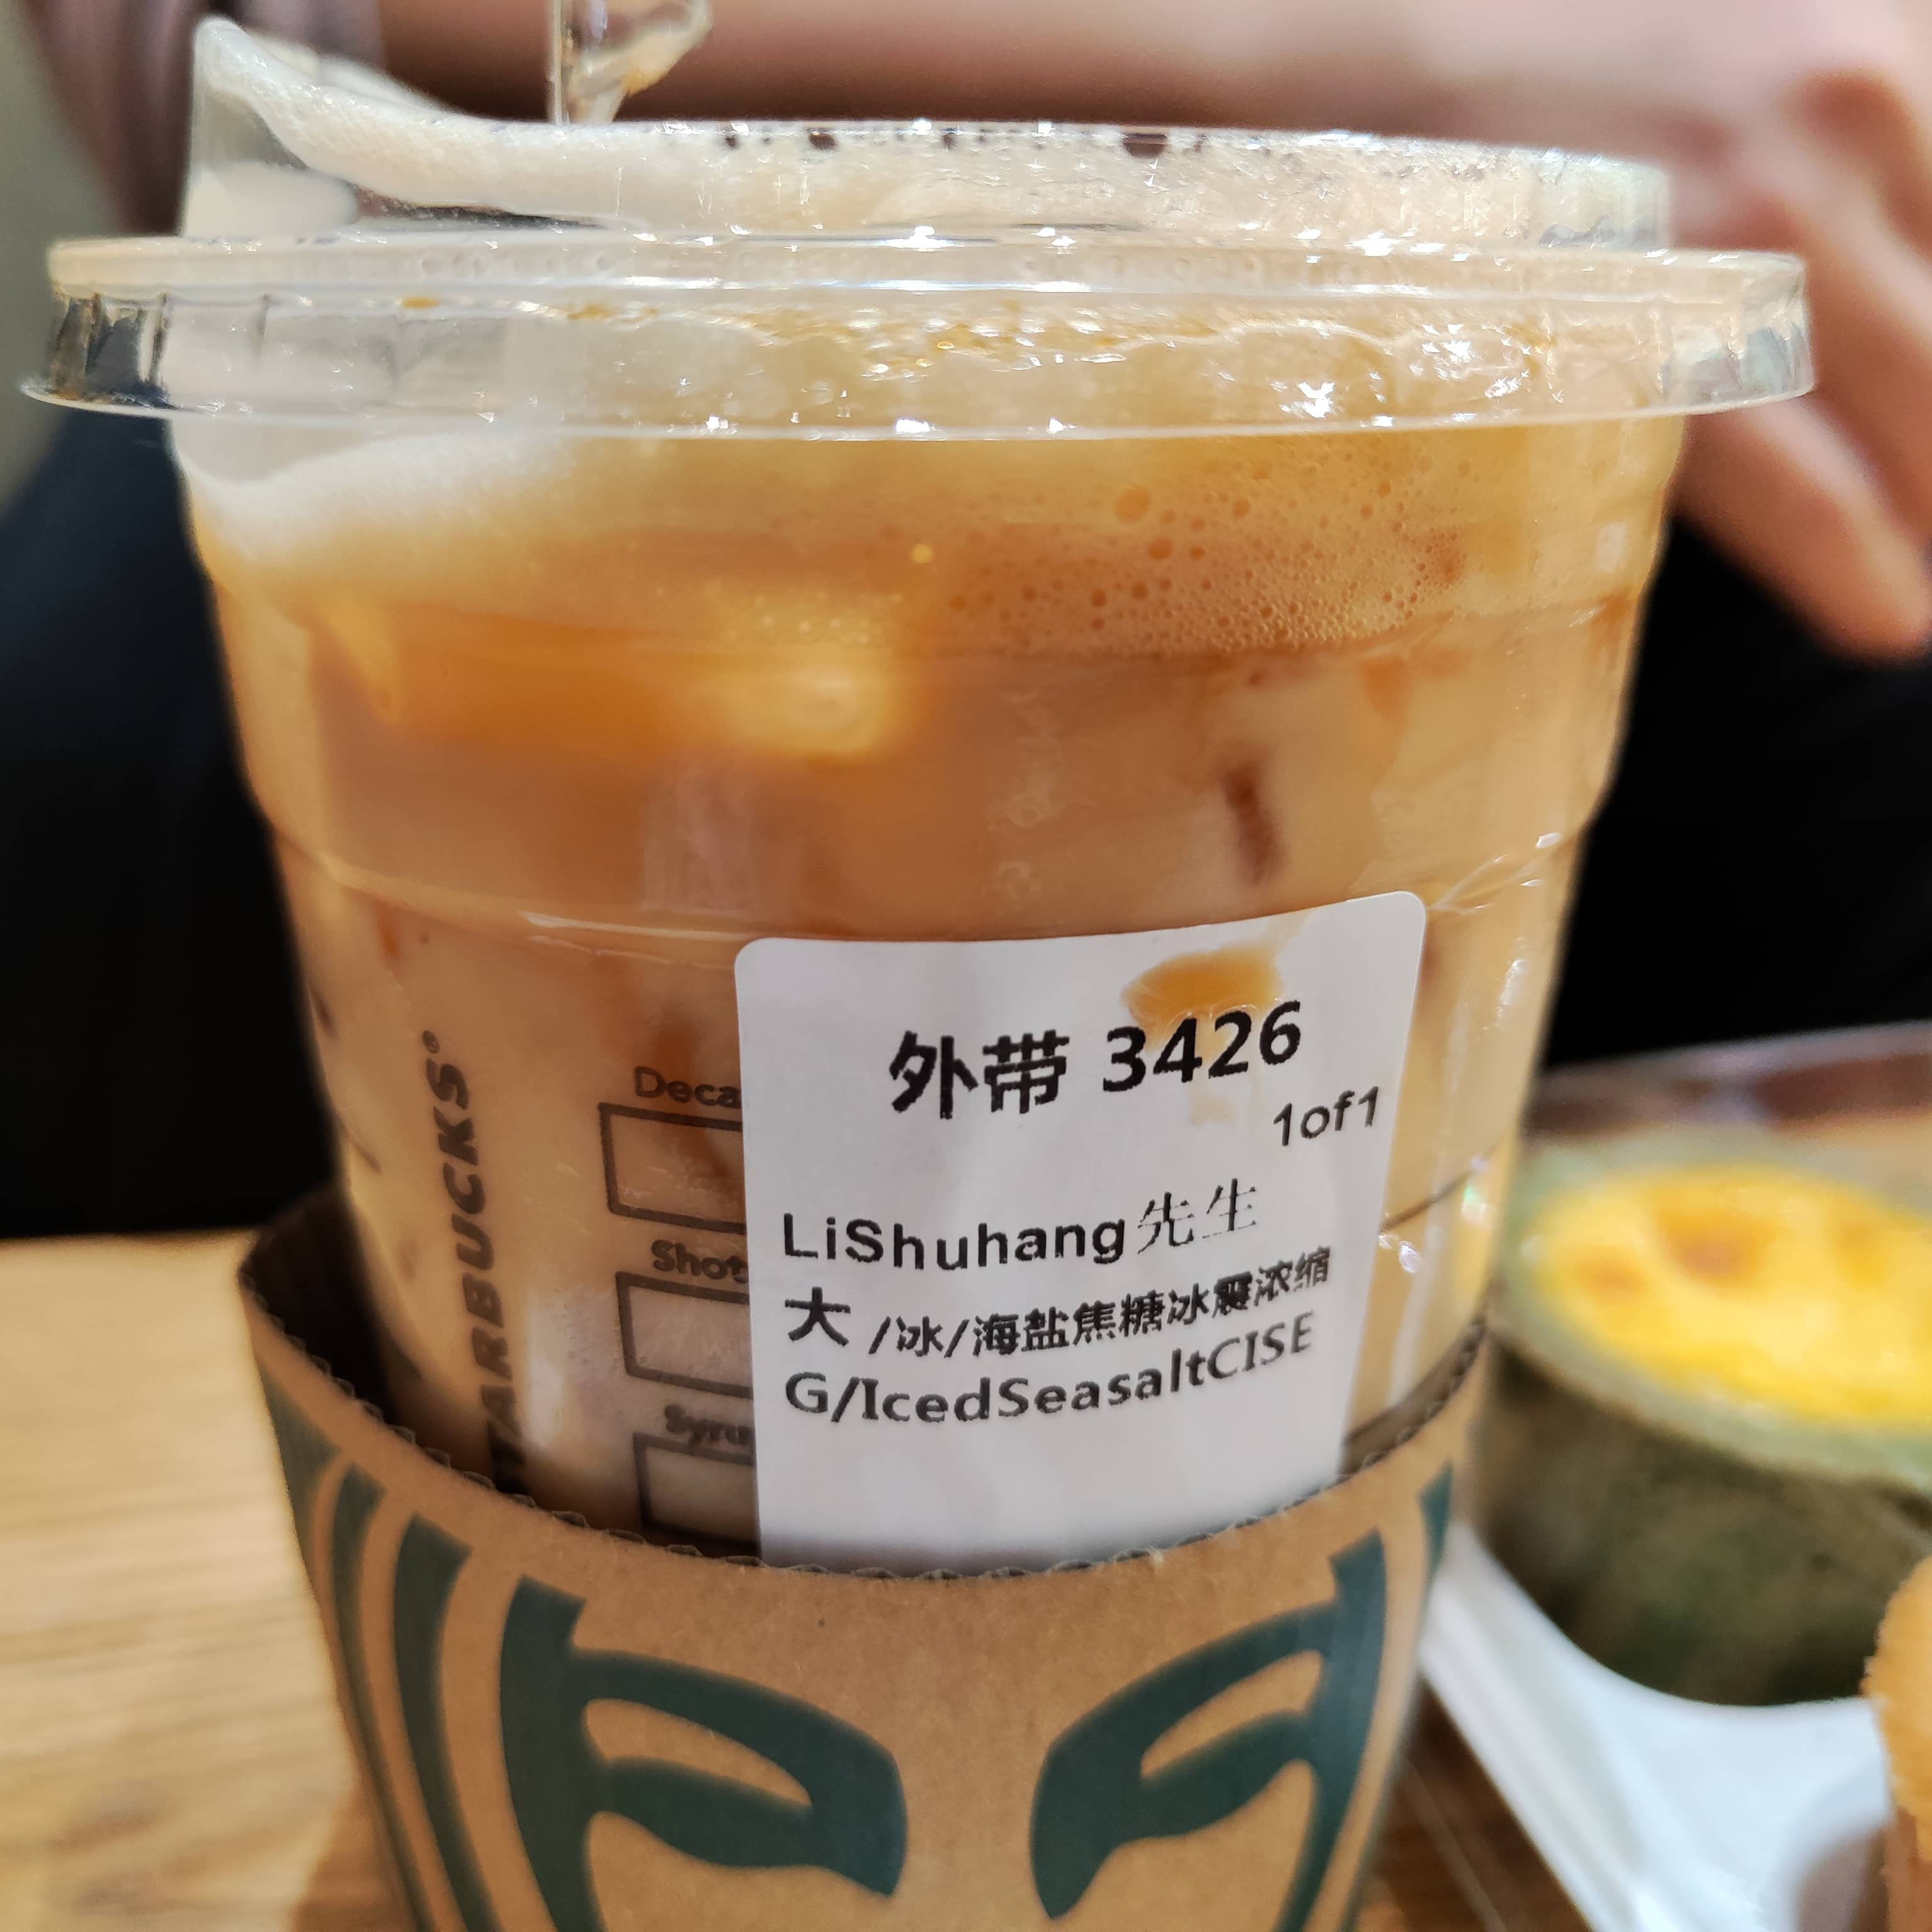 外带 3426
1of1
LiShuhang先生
大 /冰/海盐焦糖冰震浓缩
G/IcedSeasaltCISE
STARBUCKS®
Deca
Shot
Syru